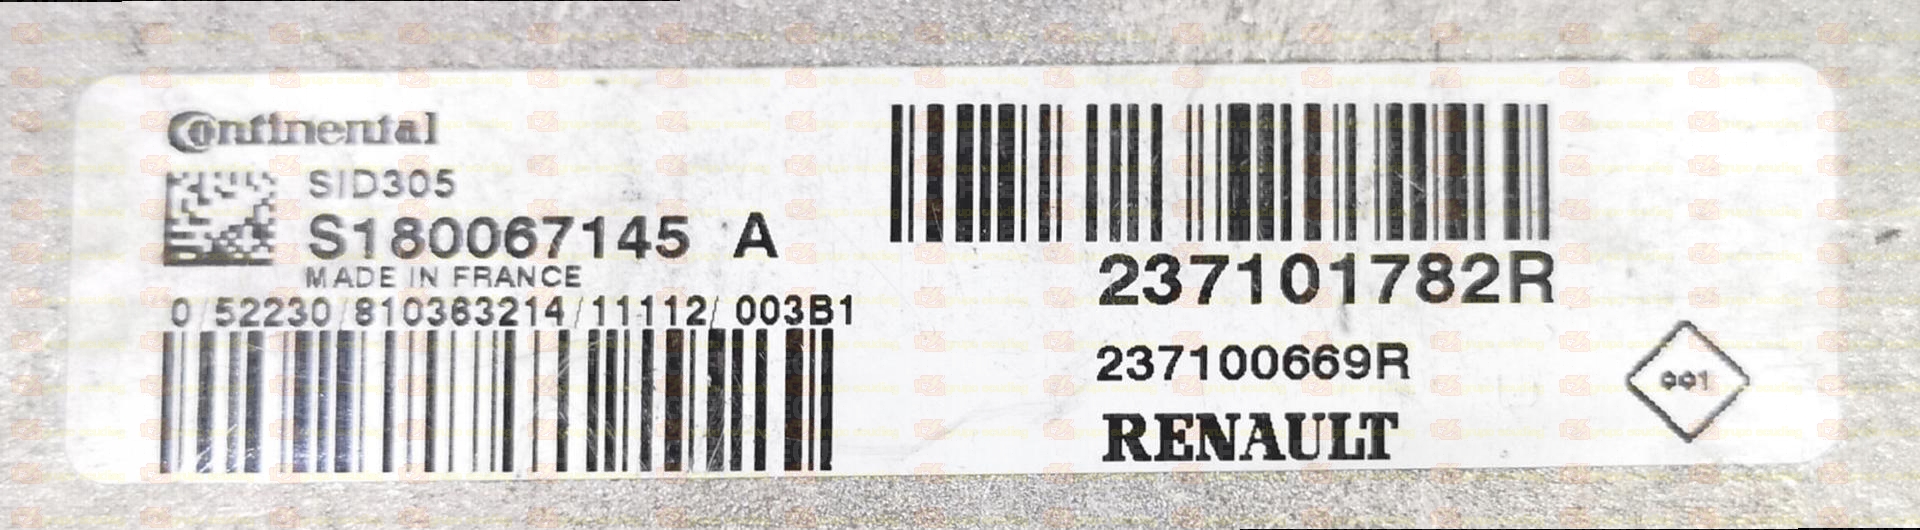 Continental
SID305
S180067145 A
MADE IN FRANCE
0/52230/810363214/11112/ 003B1
237101782R
237100669R
RENAULT
001